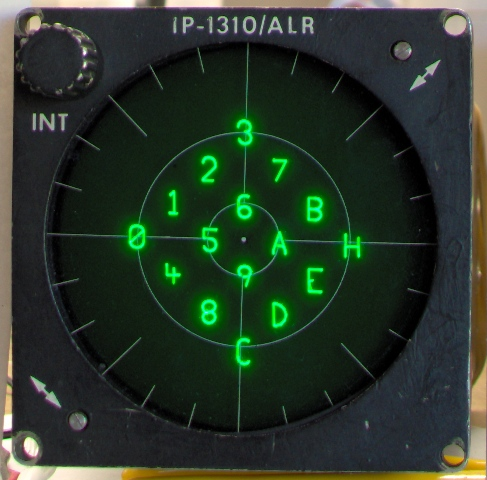 IP-1310/ALR
INT
3
2 7
1 6 B
0 5 A H
4 9 E
8 D
C